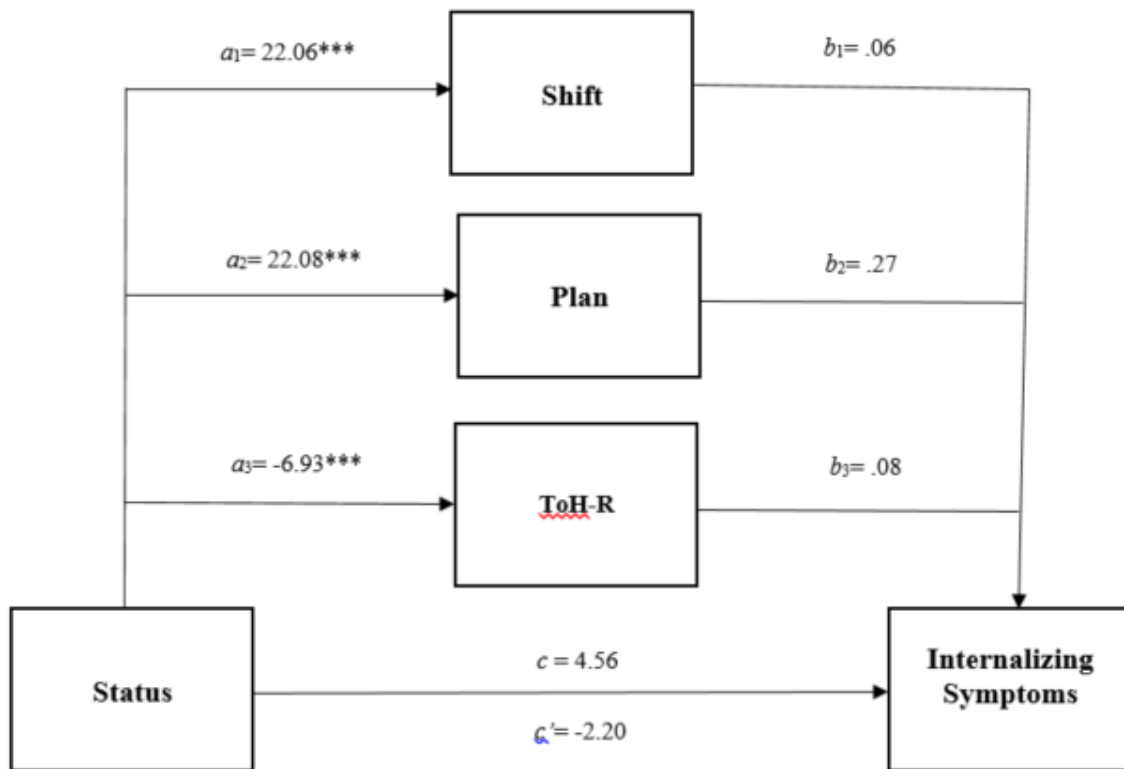 a1= 22.06***
b1= .06
Shift
a2= 22.08***
b2= .27
Plan
a3= -6.93***
b3= .08
ToH-R
Status
c = 4.56
c'= -2.20
Internalizing
Symptoms